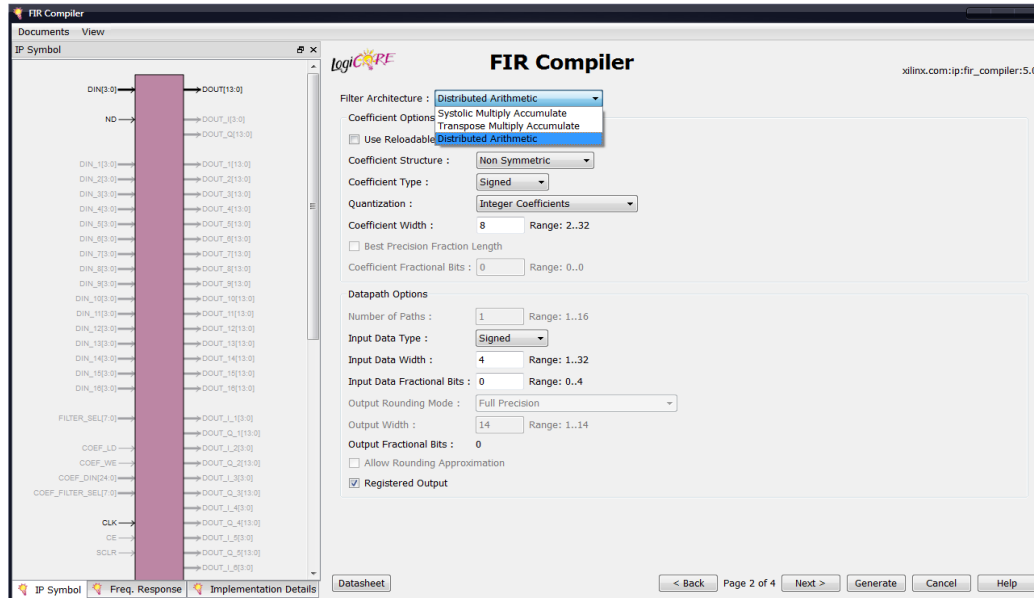 FIR Compiler
Documents View
IP Symbol
DIN[3:0]
DOUT[13:0]
ND
DOUT_I[3:0]
DOUT_Q[13:0]
DIN_1[3:0]
DOUT_1[13:0]
DIN_2[3:0]
DOUT_2[13:0]
DIN_3[3:0]
DOUT_3[13:0]
DIN_4[3:0]
DOUT_4[13:0]
DIN_5[3:0]
DOUT_5[13:0]
DIN_6[3:0]
DOUT_6[13:0]
DIN_7[3:0]
DOUT_7[13:0]
DIN_8[3:0]
DOUT_8[13:0]
DIN_9[3:0]
DOUT_9[13:0]
DIN_10[3:0]
DOUT_10[13:0]
DIN_11[3:0]
DOUT_11[13:0]
DIN_12[3:0]
DOUT_12[13:0]
DIN_13[3:0]
DOUT_13[13:0]
DIN_14[3:0]
DOUT_14[13:0]
DIN_15[3:0]
DOUT_15[13:0]
DIN_16[3:0]
DOUT_16[13:0]
FILTER_SEL[7:0]
DOUT_I_1[3:0]
DOUT_Q_1[13:0]
COEF_LD
DOUT_I_2[3:0]
COEF_WE
DOUT_Q_2[13:0]
COEF_DIN[24:0]
DOUT_I_3[3:0]
COEF_FILTER_SEL[7:0]
DOUT_Q_3[13:0]
DOUT_I_4[3:0]
CLK
DOUT_Q_4[13:0]
CE
DOUT_I_5[3:0]
SCLR
DOUT_Q_5[13:0]
DOUT_I_6[3:0]
IP Symbol
Freq. Response
Implementation Details
LogiCORE
FIR Compiler
xilinx.com:ip:fir_compiler:5.0
Filter Architecture : Distributed Arithmetic
Systolic Multiply Accumulate
Transpose Multiply Accumulate
Distributed Arithmetic
Coefficient Options
Use Reloadable
Coefficient Structure : Non Symmetric
Coefficient Type : Signed
Quantization : Integer Coefficients
Coefficient Width : 8 Range: 2..32
Best Precision Fraction Length
Coefficient Fractional Bits : 0 Range: 0..0
Datapath Options
Number of Paths : 1 Range: 1..16
Input Data Type : Signed
Input Data Width : 4 Range: 1..32
Input Data Fractional Bits : 0 Range: 0..4
Output Rounding Mode : Full Precision
Output Width : 14 Range: 1..14
Output Fractional Bits : 0
Allow Rounding Approximation
Registered Output
Datasheet
< Back Page 2 of 4 Next > Generate Cancel Help